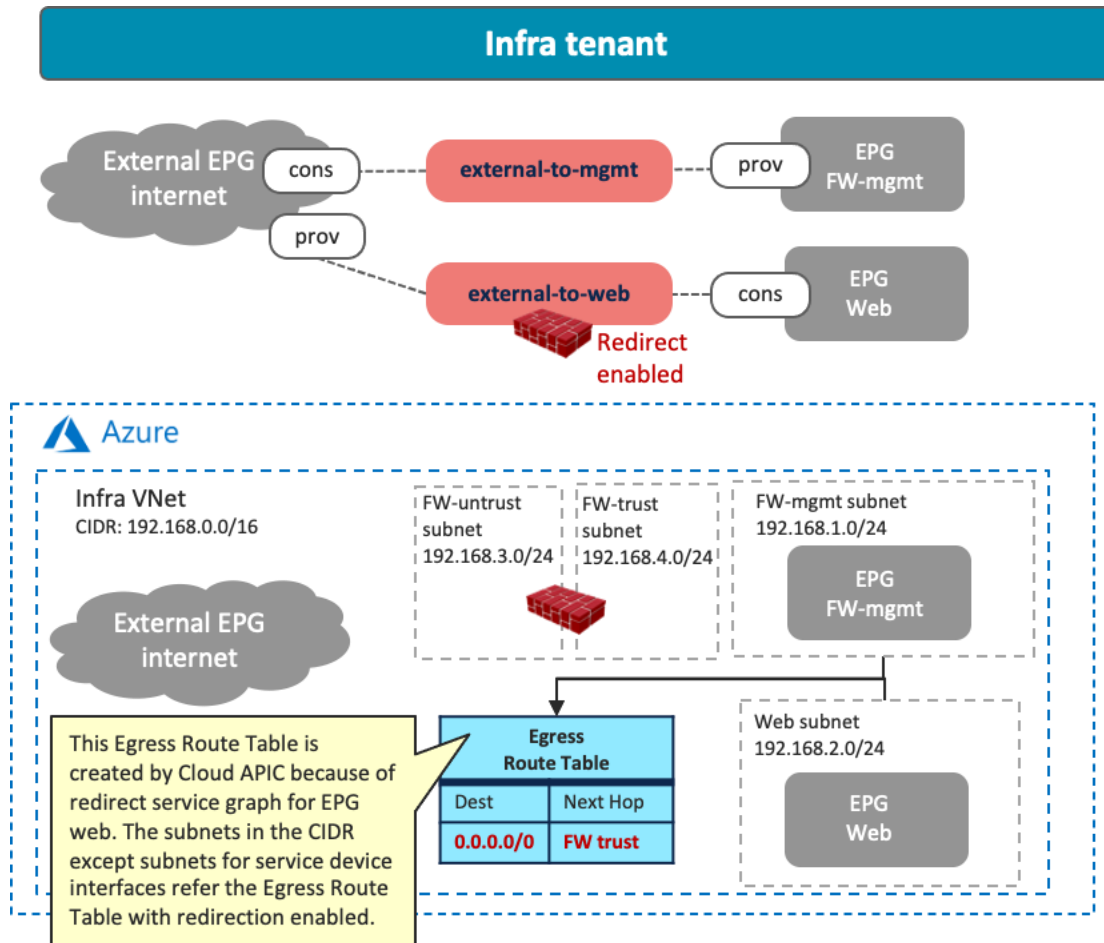 Infra tenant
External EPG
internet
cons
external-to-mgmt
prov
EPG
FW-mgmt
prov
external-to-web
cons
EPG
Web
Redirect
enabled
Azure
Infra VNet
CIDR: 192.168.0.0/16
FW-untrust
subnet
192.168.3.0/24
FW-trust
subnet
192.168.4.0/24
FW-mgmt subnet
192.168.1.0/24
EPG
FW-mgmt
External EPG
internet
This Egress Route Table is
created by Cloud APIC because of
redirect service graph for EPG
web. The subnets in the CIDR
except subnets for service device
interfaces refer the Egress Route
Table with redirection enabled.
Egress
Route Table
Dest Next Hop
0.0.0.0/0 FW trust
Web subnet
192.168.2.0/24
EPG
Web